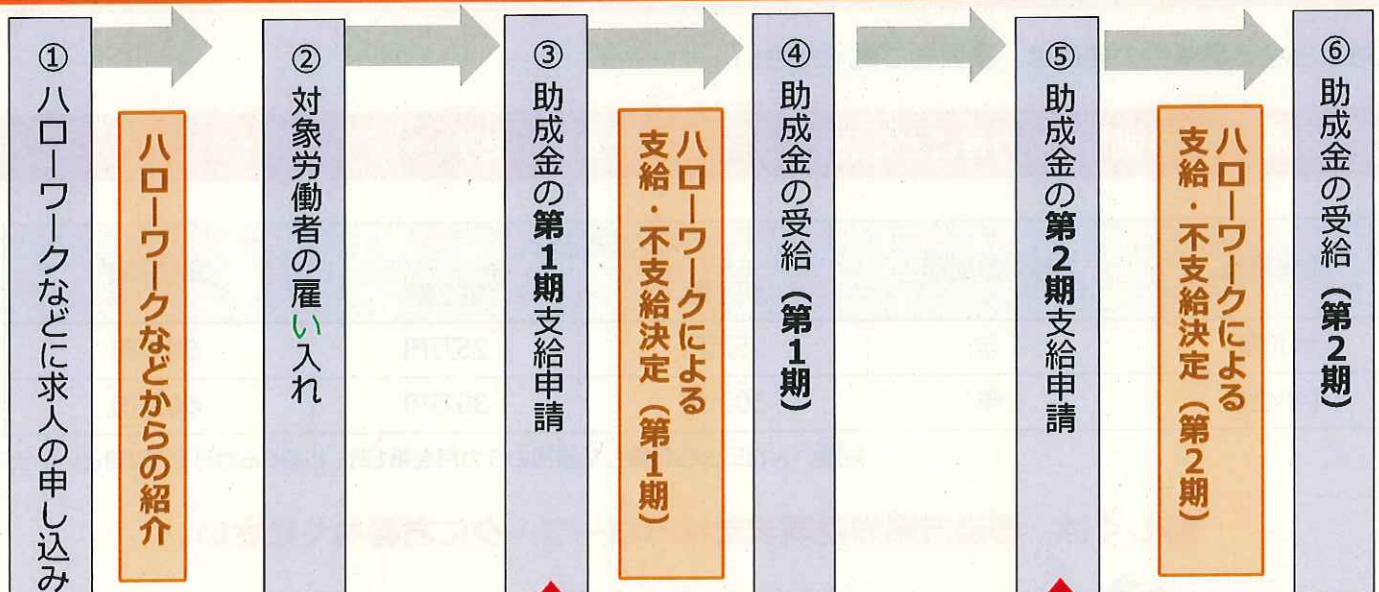 ①ハローワークなどに求人の申し込み
ハローワークなどからの紹介
②対象労働者の雇い入れ
③助成金の第1期支給申請
ハローワークによる
支給・不支給決定（第1期）
④助成金の受給（第1期）
⑤助成金の第2期支給申請
ハローワークによる
支給・不支給決定（第2期）
⑥助成金の受給（第2期）